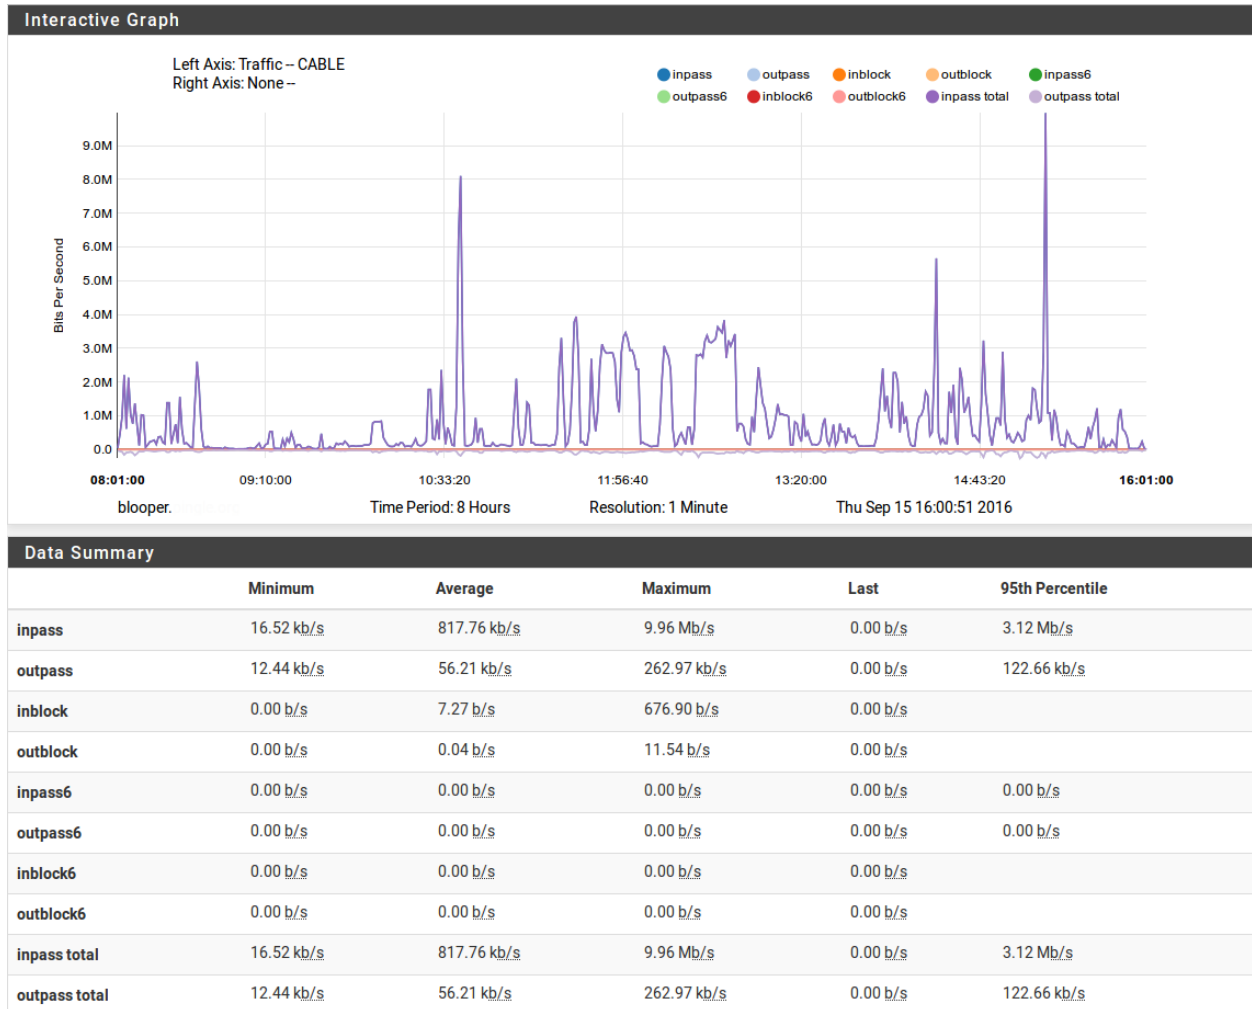 Interactive Graph
Left Axis: Traffic -- CABLE
Right Axis: None --
inpass outpass inblock outblock inpass6
outpass6 inblock6 outblock6 inpass total outpass total
Bits Per Second
9.0M
8.0M
7.0M
6.0M
5.0M
4.0M
3.0M
2.0M
1.0M
0.0
08:01:00 09:10:00 10:33:20 11:56:40 13:20:00 14:43:20 16:01:00
blooper. Time Period: 8 Hours Resolution: 1 Minute Thu Sep 15 16:00:51 2016
Data Summary
Minimum Average Maximum Last 95th Percentile
inpass 16.52 kb/s 817.76 kb/s 9.96 Mb/s 0.00 b/s 3.12 Mb/s
outpass 12.44 kb/s 56.21 kb/s 262.97 kb/s 0.00 b/s 122.66 kb/s
inblock 0.00 b/s 7.27 b/s 676.90 b/s 0.00 b/s
outblock 0.00 b/s 0.04 b/s 11.54 b/s 0.00 b/s
inpass6 0.00 b/s 0.00 b/s 0.00 b/s 0.00 b/s 0.00 b/s
outpass6 0.00 b/s 0.00 b/s 0.00 b/s 0.00 b/s 0.00 b/s
inblock6 0.00 b/s 0.00 b/s 0.00 b/s 0.00 b/s
outblock6 0.00 b/s 0.00 b/s 0.00 b/s 0.00 b/s
inpass total 16.52 kb/s 817.76 kb/s 9.96 Mb/s 0.00 b/s 3.12 Mb/s
outpass total 12.44 kb/s 56.21 kb/s 262.97 kb/s 0.00 b/s 122.66 kb/s